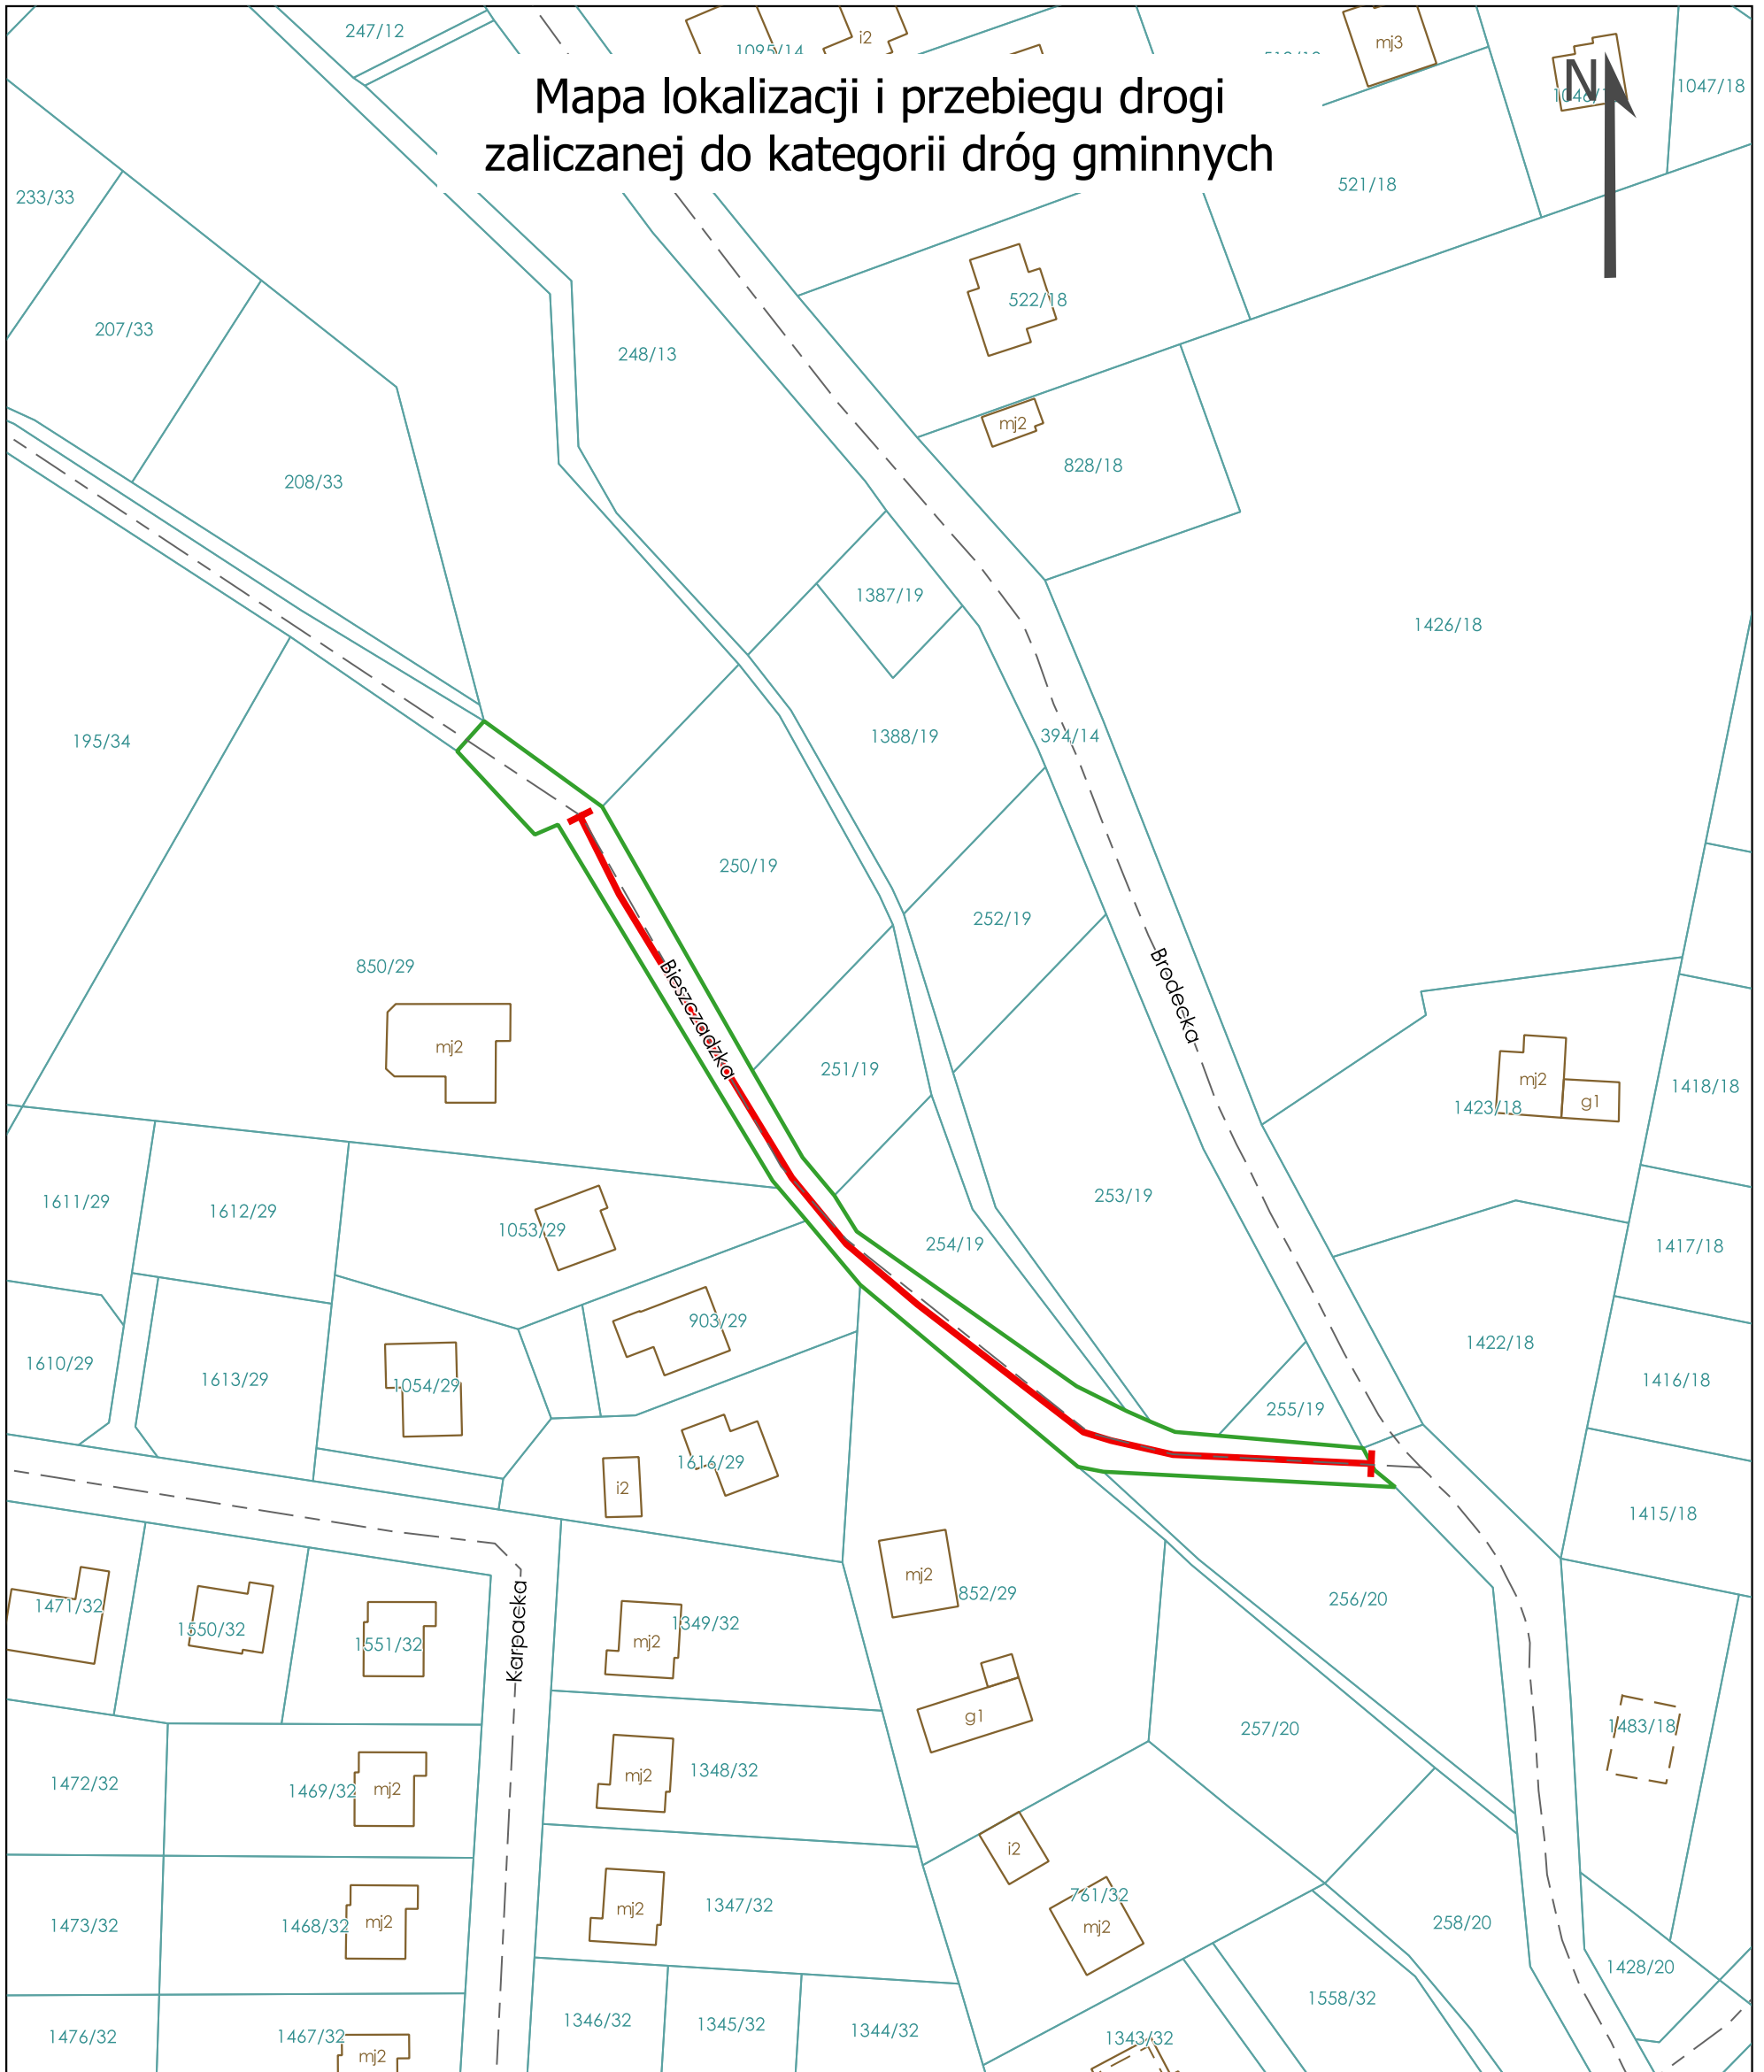 247/12
i2
mj3
1047/18
Mapa lokalizacji i przebiegu drogi
zaliczanej do kategorii dróg gminnych
N
233/33
521/18
207/33
522/18
248/13
mj2
828/18
208/33
1387/19
1426/18
195/34
1388/19
394/14
250/19
252/19
850/29
Bieszczadzka
Brodecka
mj2
251/19
mj2
g1
1423/18
1418/18
1611/29
1612/29
1053/29
253/19
254/19
1417/18
903/29
1422/18
1610/29
1613/29
1054/29
1416/18
255/19
1616/29
i2
1415/18
mj2
852/29
256/20
1471/32
1550/32
1551/32
Karpacka
1349/32
mj2
g1
257/20
1483/18
1472/32
1469/32
mj2
mj2
1348/32
i2
761/32
mj2
1473/32
1468/32
mj2
mj2
1347/32
258/20
1428/20
1558/32
1476/32
1467/32
mj2
1346/32
1345/32
1344/32
1343/32